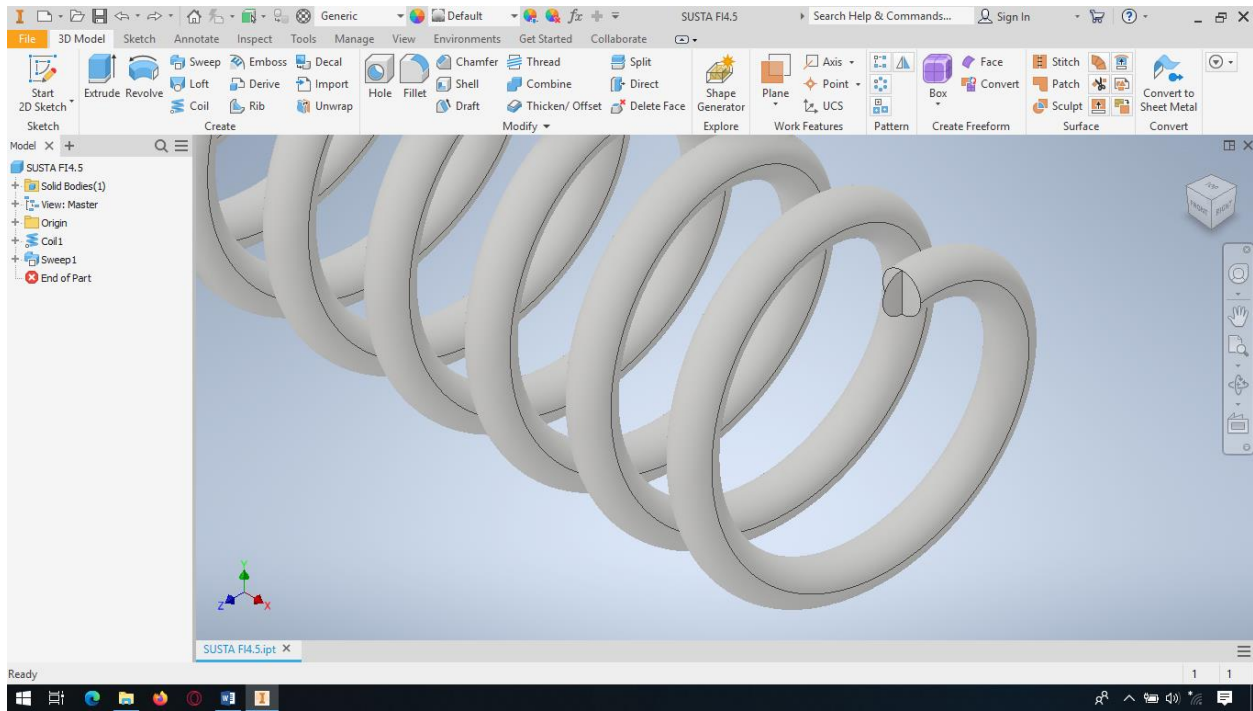 Generic Default fx SUSTA FI4.5 Search Help & Commands... Sign In
File 3D Model Sketch Annotate Inspect Tools Manage View Environments Get Started Collaborate
Sweep Emboss Decal Chamfer Thread Split Axis Face Stitch
Start 2D Sketch Extrude Revolve Loft Derive Import Hole Fillet Shell Combine Direct Shape Generator Plane Point Box Convert Patch Convert to Sheet Metal
Coil Rib Unwrap Draft Thicken/ Offset Delete Face UCS Sculpt
Sketch Create Modify Explore Work Features Pattern Create Freeform Surface Convert
Model
SUSTA FI4.5
Solid Bodies(1)
View: Master
Origin
Coil1
Sweep1
End of Part
FRONT RIGHT
Y
Z X
SUSTA FI4.5.ipt
Ready 1 1